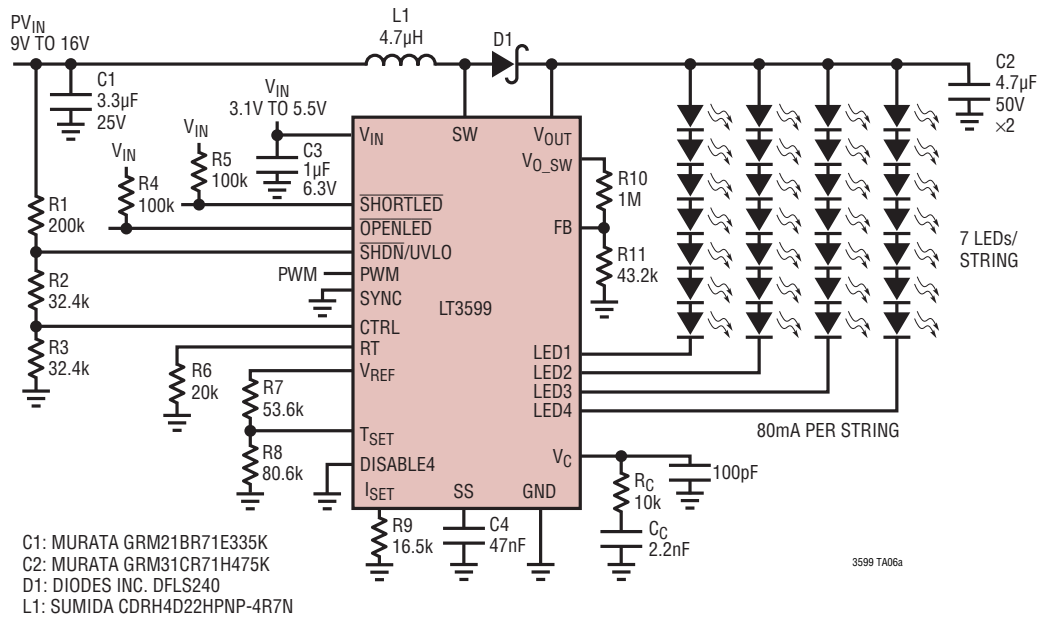 PVIN
9V TO 16V
L1
4.7µH
D1
C1
3.3µF
25V
C2
4.7µF
50V
×2
VIN
3.1V TO 5.5V
C3
1µF
6.3V
VIN
R5
100k
VIN
R4
100k
R1
200k
R2
32.4k
R3
32.4k
PWM
R6
20k
R7
53.6k
R8
80.6k
VIN
SW
VOUT
VO_SW
SHORTLED
OPENLED
SHDN/UVLO
PWM
SYNC
CTRL
RT
VREF
TSET
DISABLE4
ISET
SS
GND
LT3599
FB
LED1
LED2
LED3
LED4
VC
R10
1M
R11
43.2k
7 LEDs/
STRING
80mA PER STRING
100pF
RC
10k
CC
2.2nF
R9
16.5k
C4
47nF
3599 TA06a
C1: MURATA GRM21BR71E335K
C2: MURATA GRM31CR71H475K
D1: DIODES INC. DFLS240
L1: SUMIDA CDRH4D22HPNP-4R7N